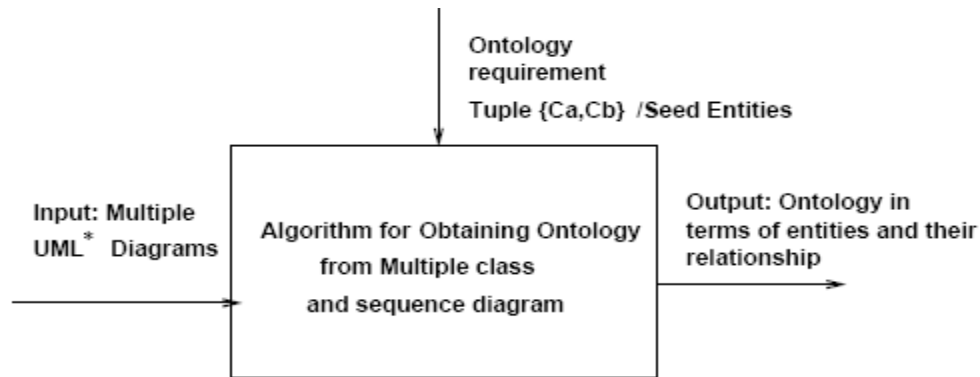 Ontology
requirement
Tuple {Ca,Cb} /Seed Entities
Input: Multiple
UML* Diagrams
Algorithm for Obtaining Ontology
from Multiple class
and sequence diagram
Output: Ontology in
terms of entities and their
relationship